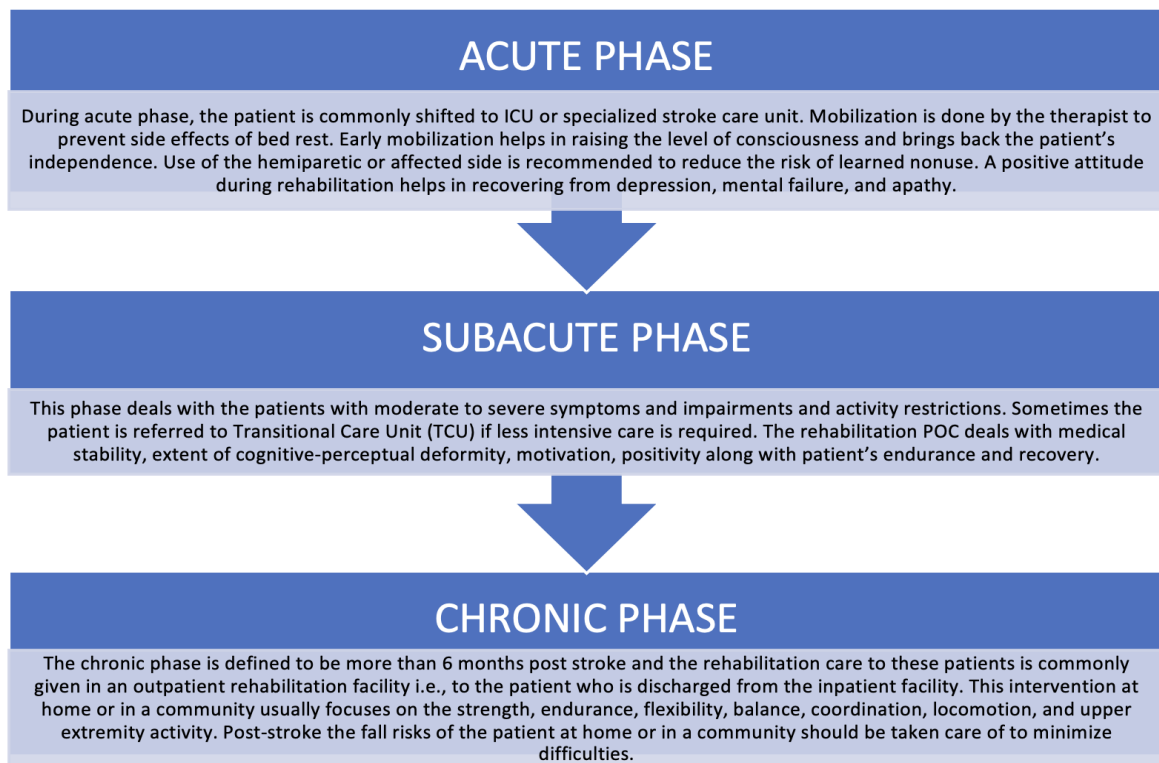 ACUTE PHASE
During acute phase, the patient is commonly shifted to ICU or specialized stroke care unit. Mobilization is done by the therapist to
prevent side effects of bed rest. Early mobilization helps in raising the level of consciousness and brings back the patient’s
independence. Use of the hemiparetic or affected side is recommended to reduce the risk of learned nonuse. A positive attitude
during rehabilitation helps in recovering from depression, mental failure, and apathy.
SUBACUTE PHASE
This phase deals with the patients with moderate to severe symptoms and impairments and activity restrictions. Sometimes the
patient is referred to Transitional Care Unit (TCU) if less intensive care is required. The rehabilitation POC deals with medical
stability, extent of cognitive-perceptual deformity, motivation, positivity along with patient’s endurance and recovery.
CHRONIC PHASE
The chronic phase is defined to be more than 6 months post stroke and the rehabilitation care to these patients is commonly
given in an outpatient rehabilitation facility i.e., to the patient who is discharged from the inpatient facility. This intervention at
home or in a community usually focuses on the strength, endurance, flexibility, balance, coordination, locomotion, and upper
extremity activity. Post-stroke the fall risks of the patient at home or in a community should be taken care of to minimize
difficulties.